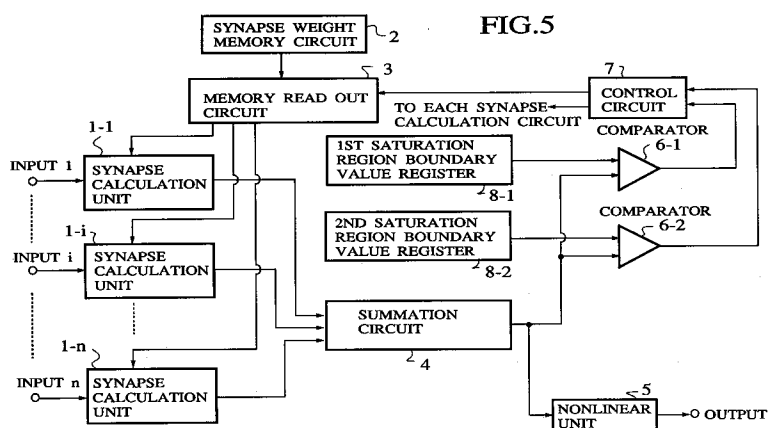 SYNAPSE WEIGHT
MEMORY CIRCUIT
2
FIG.5
3
MEMORY READ OUT
CIRCUIT
7
CONTROL
CIRCUIT
TO EACH SYNAPSE
CALCULATION CIRCUIT
1-1
INPUT 1
SYNAPSE
CALCULATION
UNIT
1ST SATURATION
REGION BOUNDARY
VALUE REGISTER
8-1
COMPARATOR
6-1
1-i
INPUT i
SYNAPSE
CALCULATION
UNIT
2ND SATURATION
REGION BOUNDARY
VALUE REGISTER
8-2
COMPARATOR
6-2
SUMMATION
CIRCUIT
4
1-n
INPUT n
SYNAPSE
CALCULATION
UNIT
5
NONLINEAR
UNIT
OUTPUT